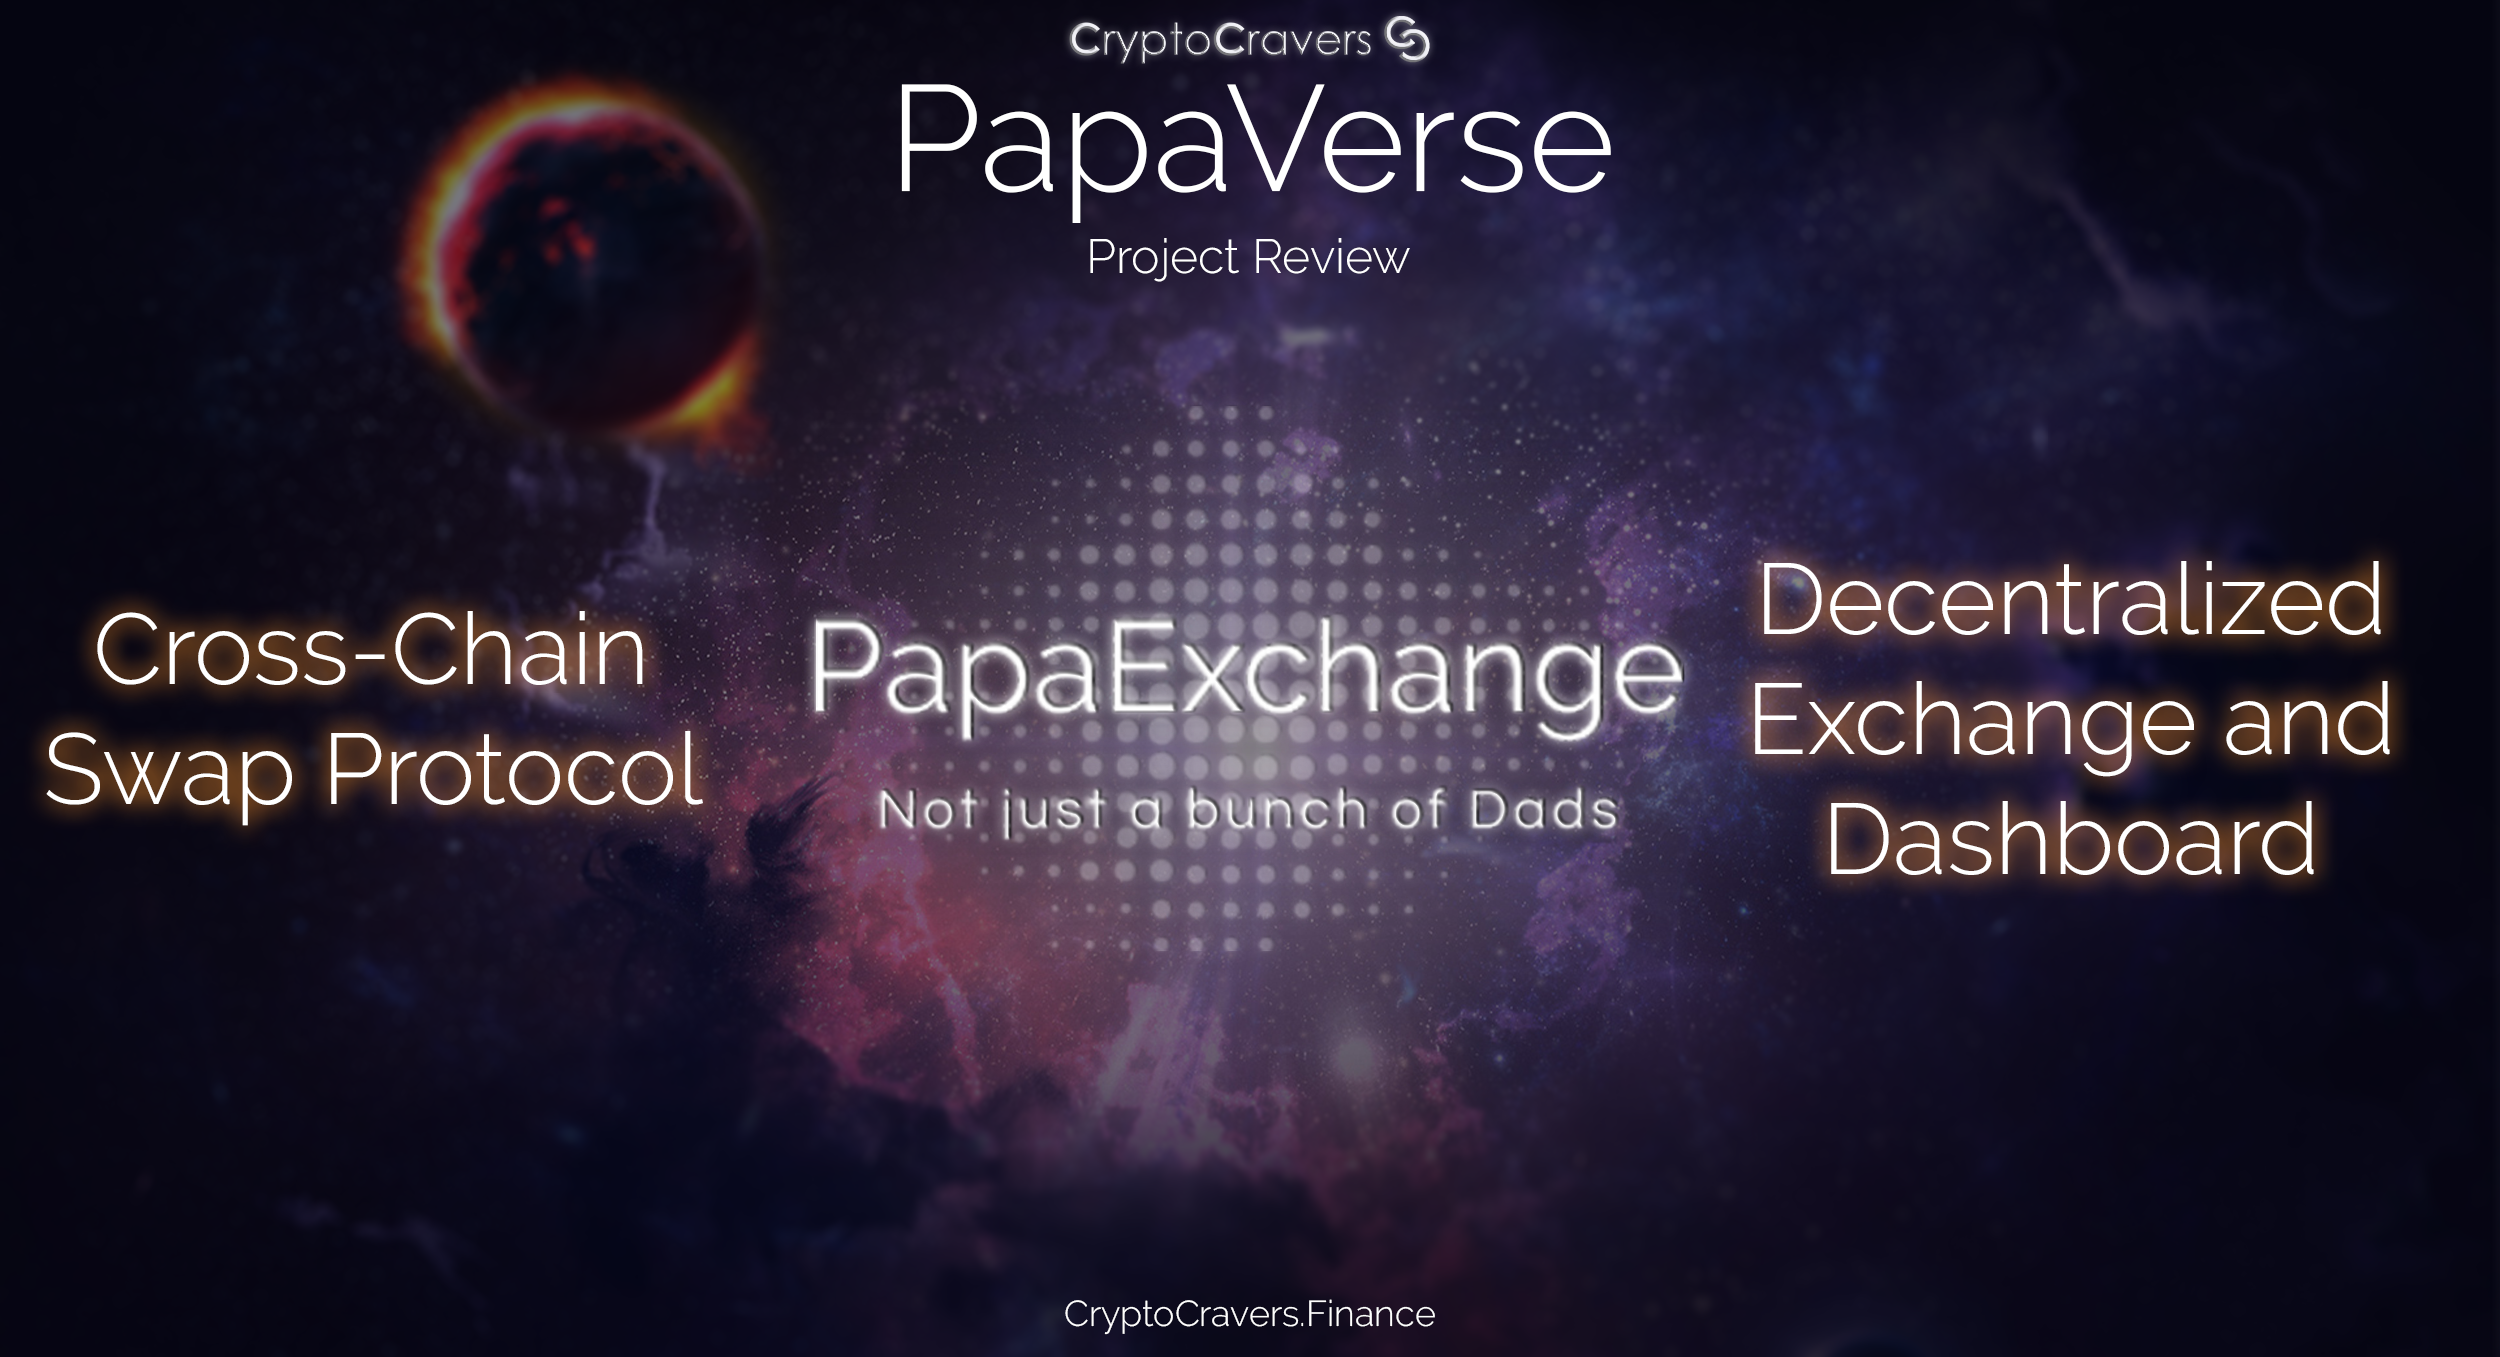 CryptoCravers
PapaVerse
Project Review
Cross-Chain
Swap Protocol
PapaExchange
Not just a bunch of Dads
Decentralized
Exchange and
Dashboard
CryptoCravers.Finance